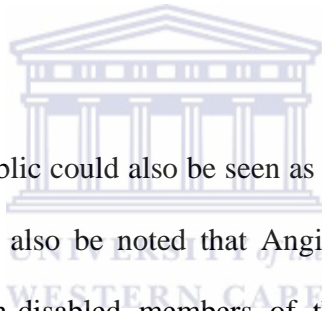 blic could also be seen as
also be noted that Angi
UNIVERSITY of the
disabled members of t
WESTERN CAPE